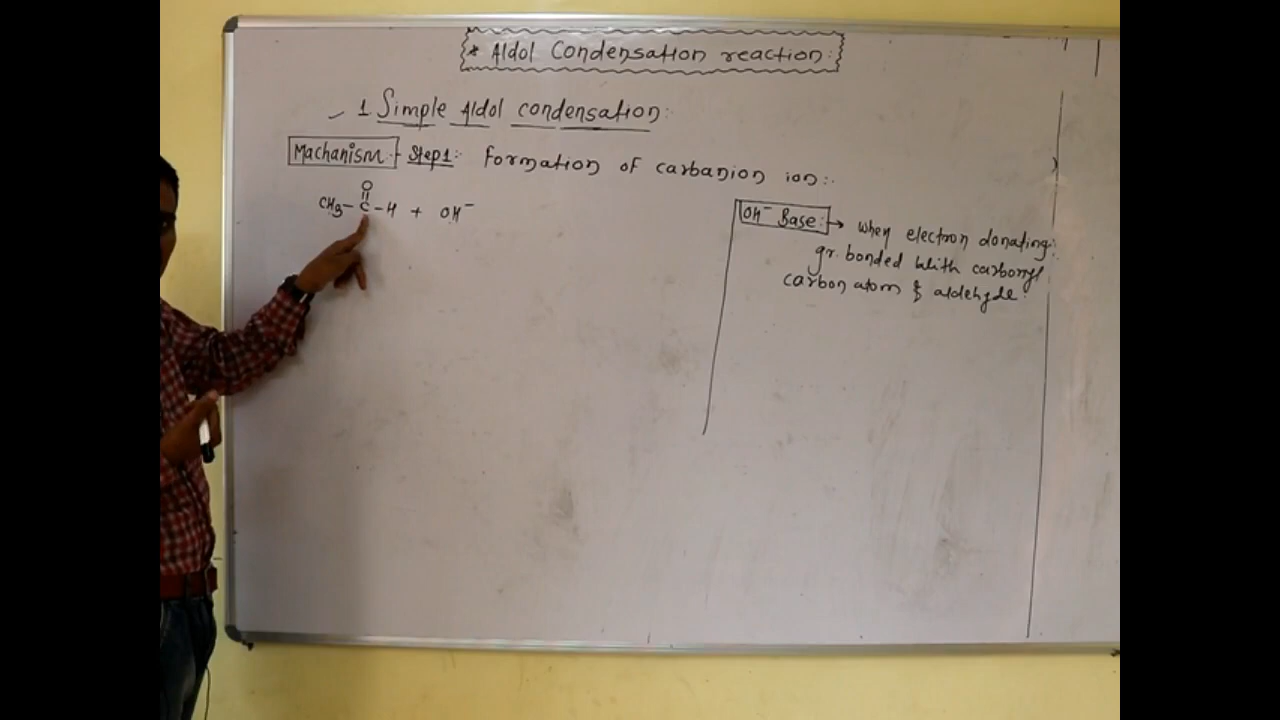 * Aldol Condensation reaction:
1 Simple Aldol condensation:
Machanism:- Step1:- Formation of carbanion ion:-
O
CH3-C-H + OH⁻
OH⁻ Base:→ When electron donating
gr. bonded with carbonyl
carbon atom & aldehyde.